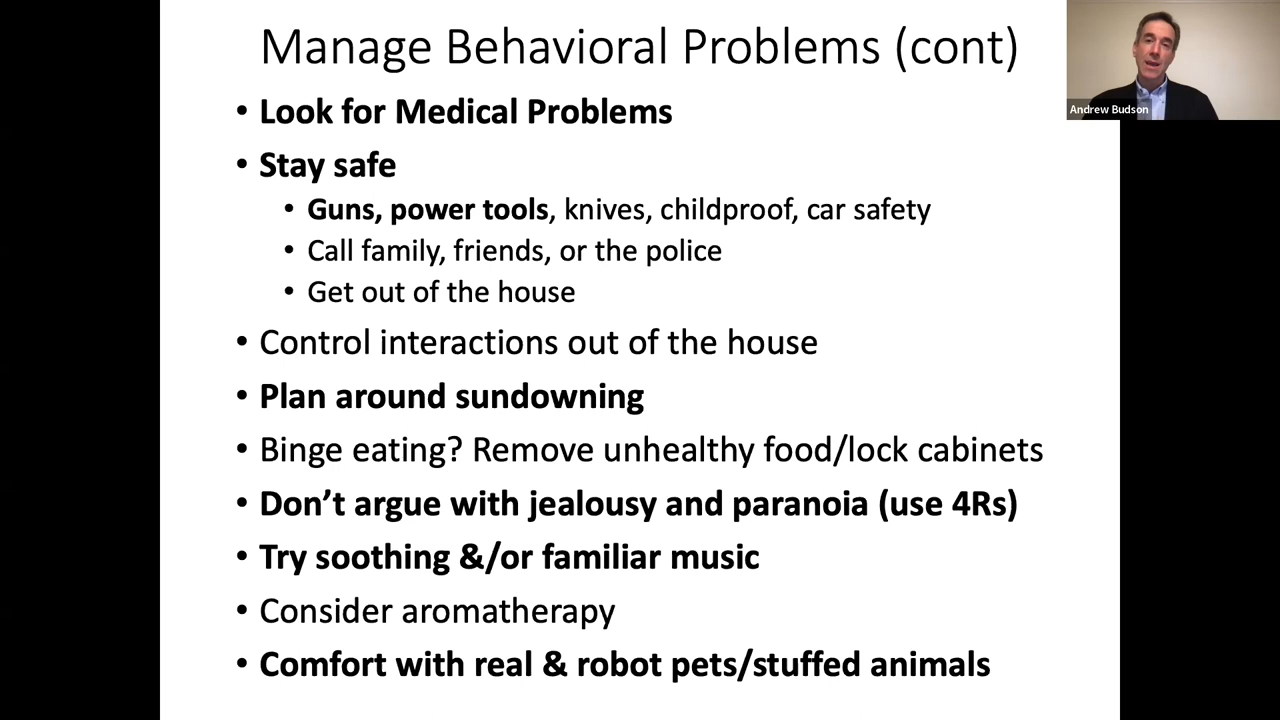 Manage Behavioral Problems (cont)
Andrew Budson
• Look for Medical Problems
• Stay safe
• Guns, power tools, knives, childproof, car safety
• Call family, friends, or the police
• Get out of the house
• Control interactions out of the house
• Plan around sundowning
• Binge eating? Remove unhealthy food/lock cabinets
• Don’t argue with jealousy and paranoia (use 4Rs)
• Try soothing &/or familiar music
• Consider aromatherapy
• Comfort with real & robot pets/stuffed animals